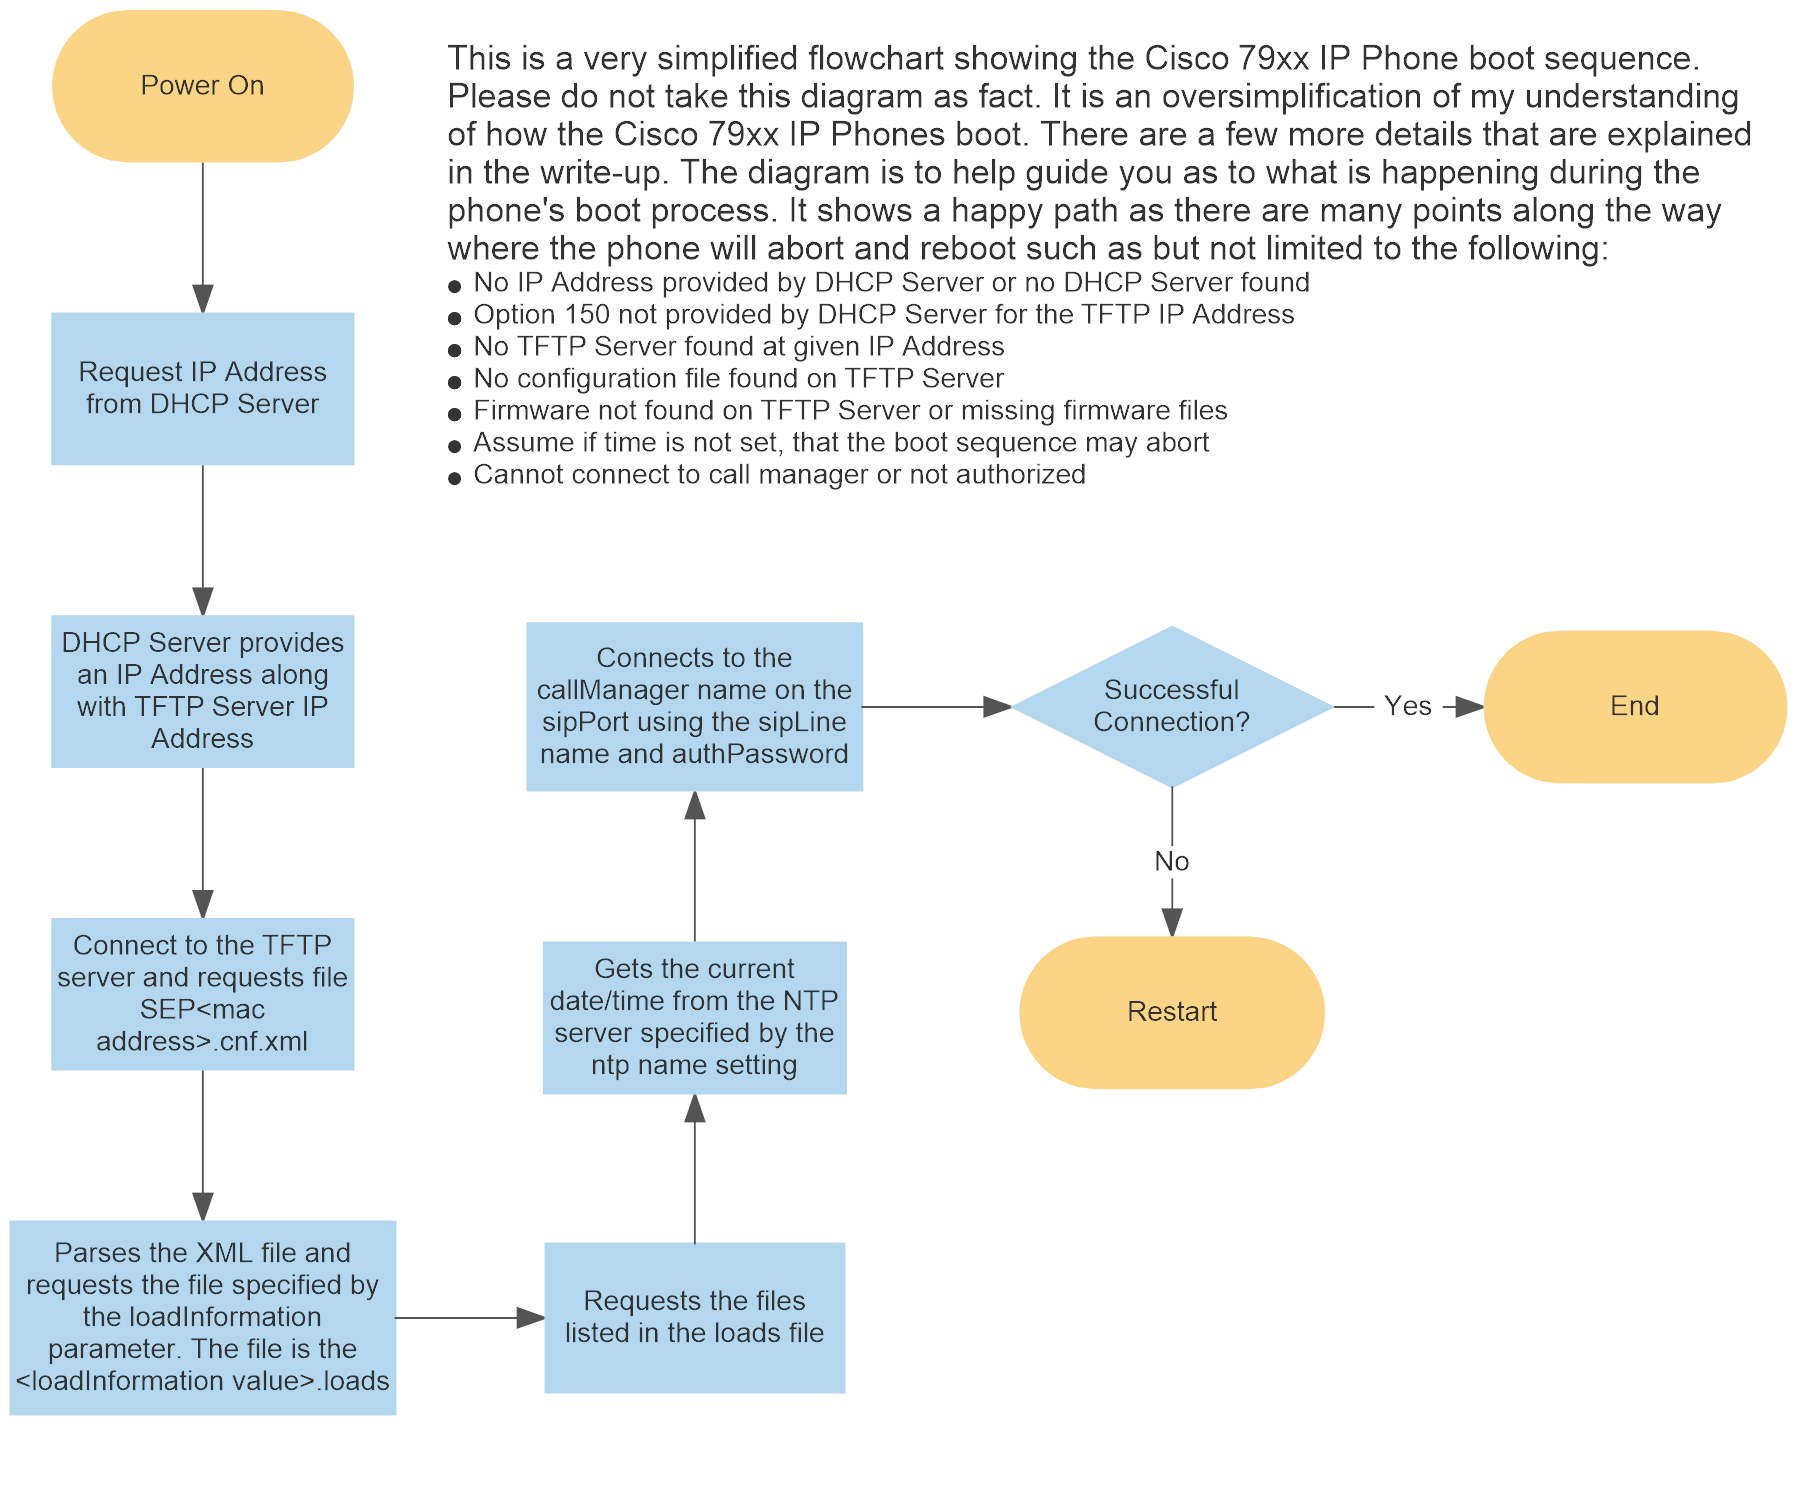 Power On
This is a very simplified flowchart showing the Cisco 79xx IP Phone boot sequence.
Please do not take this diagram as fact. It is an oversimplification of my understanding
of how the Cisco 79xx IP Phones boot. There are a few more details that are explained
in the write-up. The diagram is to help guide you as to what is happening during the
phone's boot process. It shows a happy path as there are many points along the way
where the phone will abort and reboot such as but not limited to the following:
● No IP Address provided by DHCP Server or no DHCP Server found
● Option 150 not provided by DHCP Server for the TFTP IP Address
● No TFTP Server found at given IP Address
● No configuration file found on TFTP Server
● Firmware not found on TFTP Server or missing firmware files
● Assume if time is not set, that the boot sequence may abort
● Cannot connect to call manager or not authorized
Request IP Address
from DHCP Server
DHCP Server provides
an IP Address along
with TFTP Server IP
Address
Connect to the TFTP
server and requests file
SEP<mac
address>.cnf.xml
Parses the XML file and
requests the file specified by
the loadInformation
parameter. The file is the
<loadInformation value>.loads
Requests the files
listed in the loads file
Gets the current
date/time from the NTP
server specified by the
ntp name setting
Connects to the
callManager name on the
sipPort using the sipLine
name and authPassword
Successful
Connection?
Yes
End
No
Restart